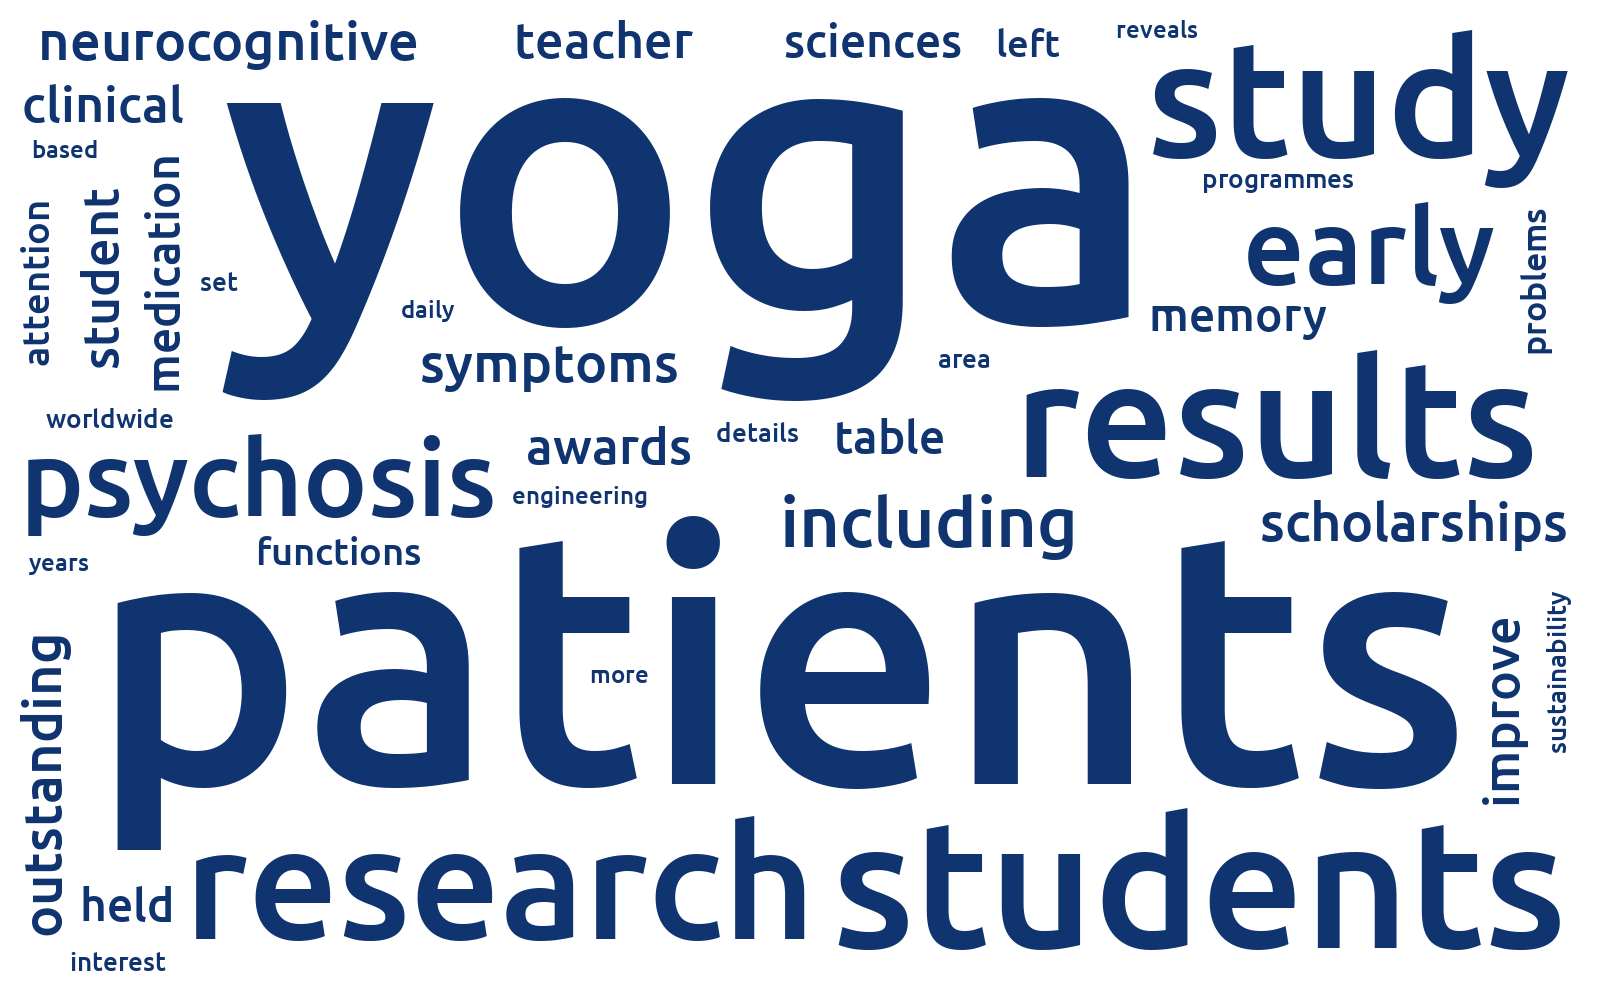 neurocognitive
teacher
sciences
left
reveals
study
clinical
yoga
based
programmes
attention
student
medication
early
problems
set
daily
memory
symptoms
area
results
worldwide
psychosis
awards
details
table
engineering
including
scholarships
functions
years
patients
more
improve
sustainability
outstanding
research
students
held
interest